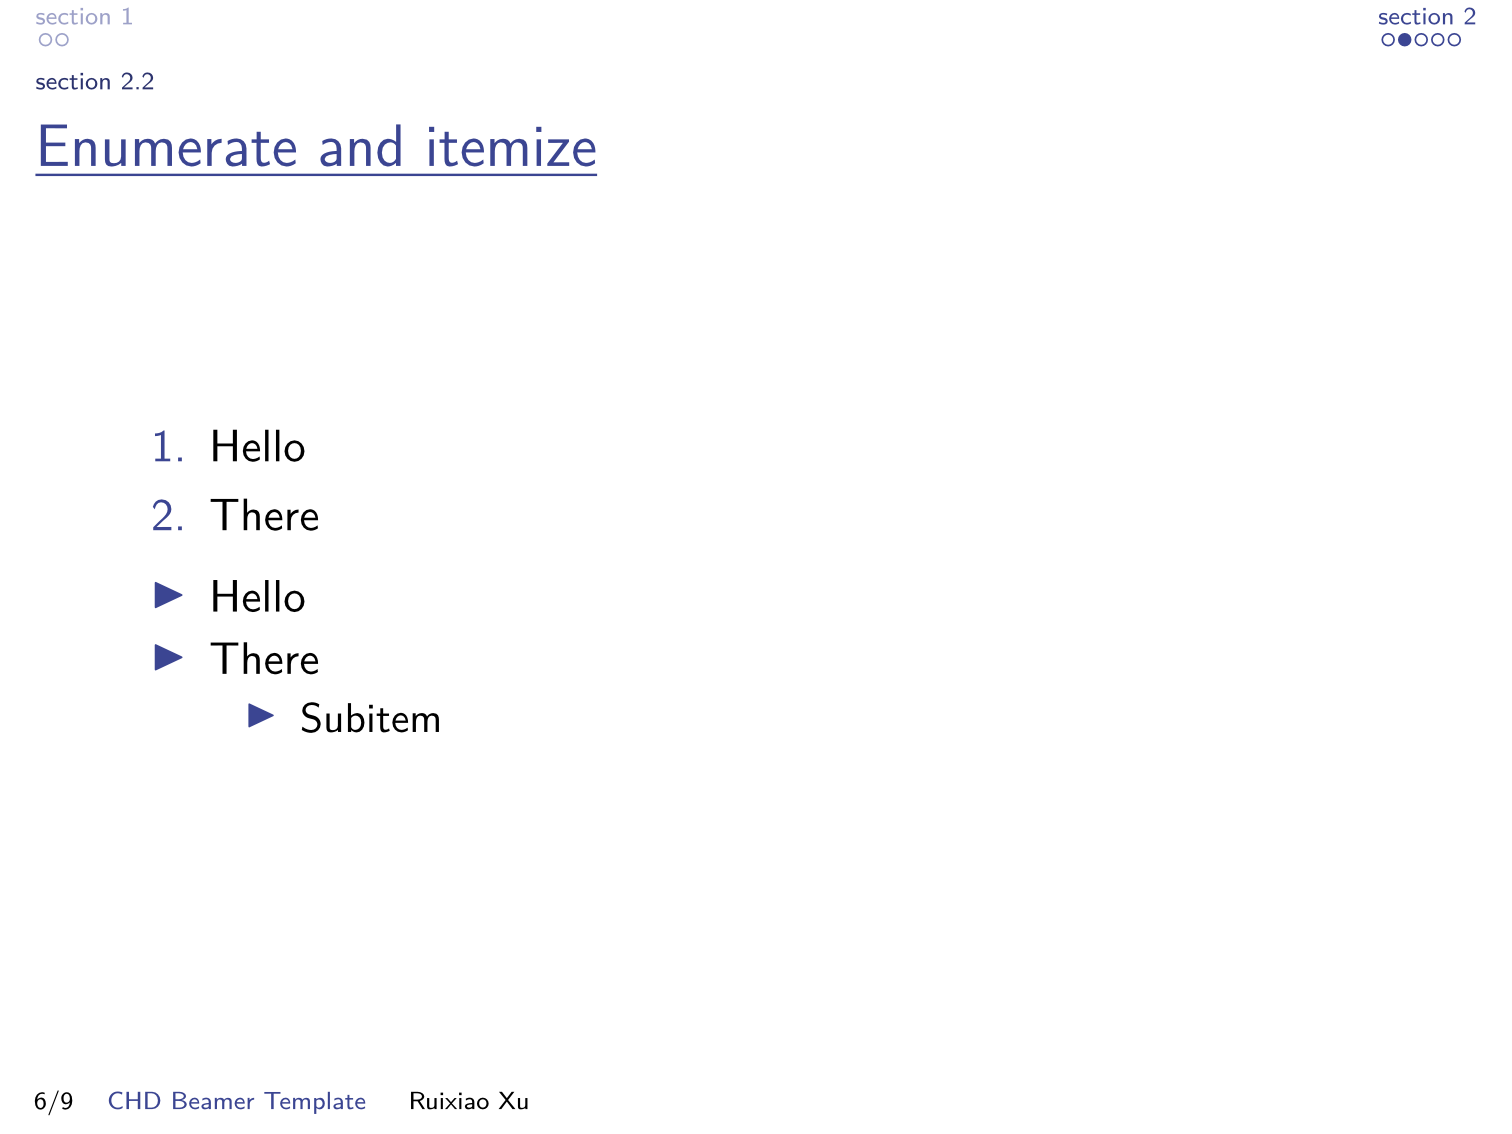 section 1
section 2
section 2.2
Enumerate and itemize
1. Hello
2. There
▶ Hello
▶ There
▶ Subitem
6/9 CHD Beamer Template Ruixiao Xu